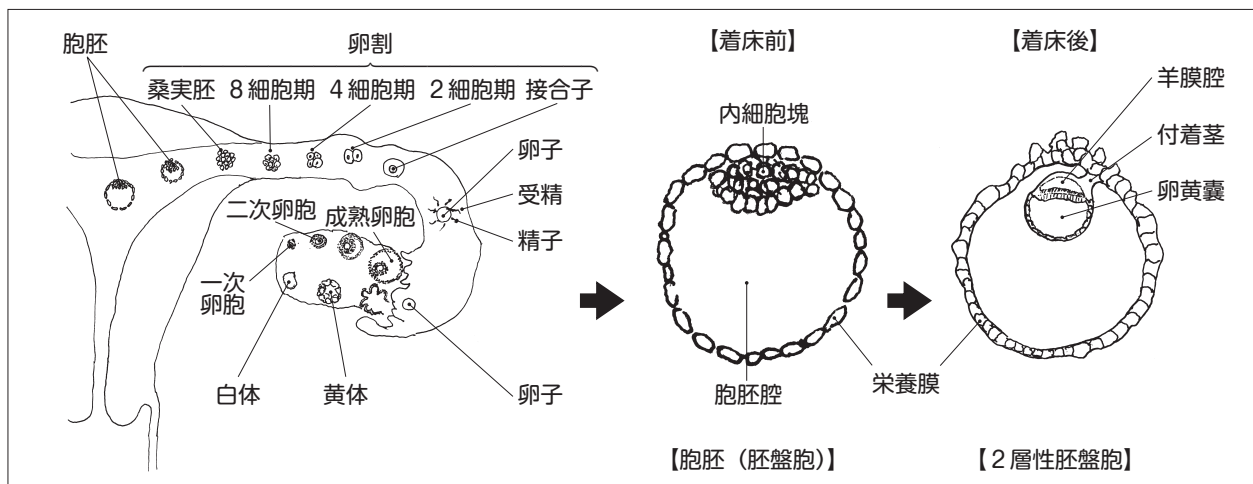 胞胚
卵割
桑実胚 8細胞期 4細胞期 2細胞期 接合子
卵子
受精
精子
二次卵胞 成熟卵胞
一次
卵胞
白体
黄体
卵子
【着床前】
内細胞塊
胞胚腔
栄養膜
【胞胚（胚盤胞）】
【着床後】
羊膜腔
付着茎
卵黄嚢
【2層性胚盤胞】